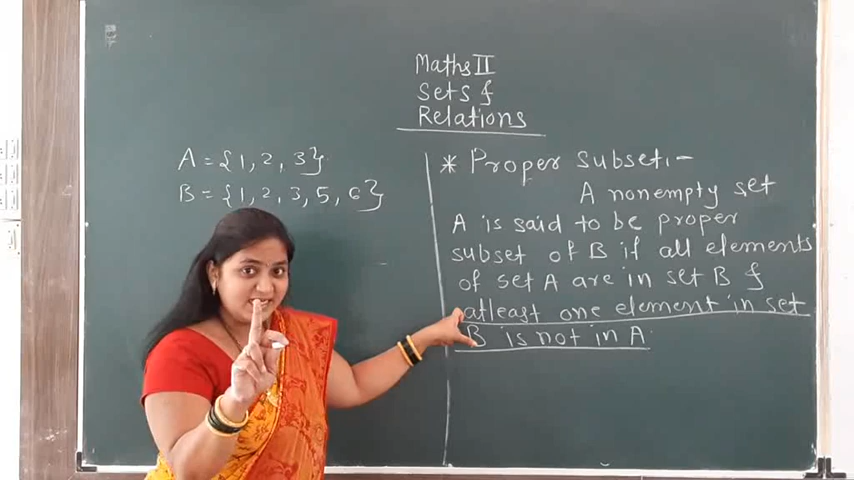 Maths II
Sets &
Relations
A = {1, 2, 3}
B = {1, 2, 3, 5, 6}
* Proper subset:-
A nonempty set
A is said to be proper
subset of B if all elements
of set A are in set B &
atleast one element in set
B is not in A.